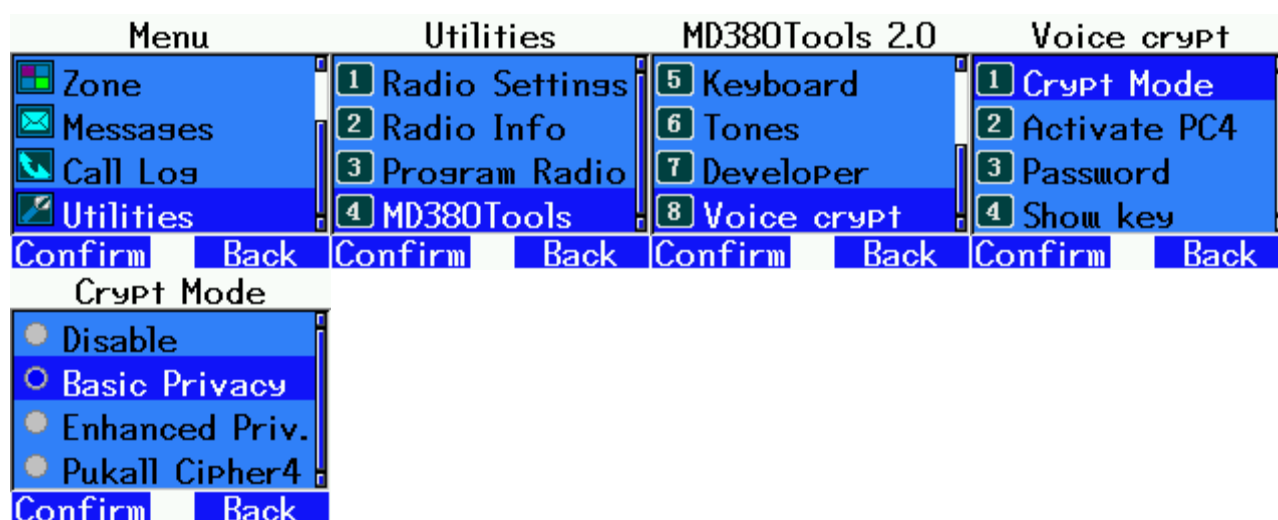 Menu
Zone
Messages
Call Log
Utilities
Confirm Back
Utilities
1 Radio Settings
2 Radio Info
3 Program Radio
4 MD380Tools
Confirm Back
MD380Tools 2.0
5 Keyboard
6 Tones
7 Developer
8 Voice crypt
Confirm Back
Voice crypt
1 Crypt Mode
2 Activate PC4
3 Password
4 Show key
Confirm Back
Crypt Mode
Disable
Basic Privacy
Enhanced Priv.
Pukall Cipher4
Confirm Back